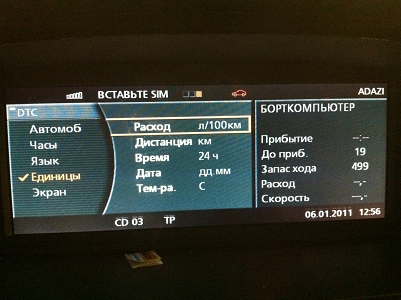 ВСТАВЬТЕ SIM ADAZI
DTC
Автомоб
Часы
Язык
Единицы
Экран
Расход л/100км
Дистанция км
Время 24 ч
Дата дд.мм
Тем-ра. C
БОРТКОМПЬЮТЕР
Прибытие --:--
До приб. 19
Запас хода 499
Расход --,-
Скорость --,-
CD 03 TP 06.01.2011 12:56